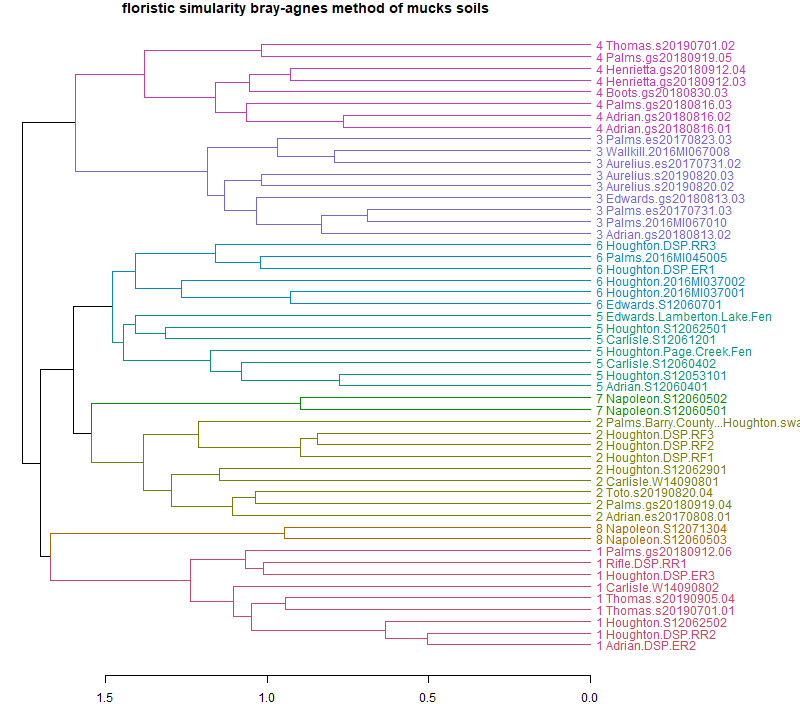 floristic simularity bray-agnes method of mucks soils
4 Thomas.s20190701.02
4 Palms.gs20180919.05
4 Henrietta.gs20180912.04
4 Henrietta.gs20180912.03
4 Boots.gs20180830.03
4 Palms.gs20180816.03
4 Adrian.gs20180816.02
4 Adrian.gs20180816.01
3 Palms.es20170823.03
3 Wallkill.2016MI067008
3 Aurelius.es20170731.02
3 Aurelius.s20190820.03
3 Aurelius.s20190820.02
3 Edwards.gs20180813.03
3 Palms.es20170731.03
3 Palms.2016MI067010
3 Adrian.gs20180813.02
6 Houghton.DSP.RR3
6 Palms.2016MI045005
6 Houghton.DSP.ER1
6 Houghton.2016MI037002
6 Houghton.2016MI037001
6 Edwards.S12060701
5 Edwards.Lamberton.Lake.Fen
5 Houghton.S12062501
5 Carlisle.S12061201
5 Houghton.Page.Creek.Fen
5 Carlisle.S12060402
5 Houghton.S12053101
5 Adrian.S12060401
7 Napoleon.S12060502
7 Napoleon.S12060501
2 Palms.Barry.County...Houghton.swa
2 Houghton.DSP.RF3
2 Houghton.DSP.RF2
2 Houghton.DSP.RF1
2 Houghton.S12062901
2 Carlisle.W14090801
2 Toto.s20190820.04
2 Palms.gs20180919.04
2 Adrian.es20170808.01
8 Napoleon.S12071304
8 Napoleon.S12060503
1 Palms.gs20180912.06
1 Rifle.DSP.RR1
1 Houghton.DSP.ER3
1 Carlisle.W14090802
1 Thomas.s20190905.04
1 Thomas.s20190701.01
1 Houghton.S12062502
1 Houghton.DSP.RR2
1 Adrian.DSP.ER2
1.5 1.0 0.5 0.0